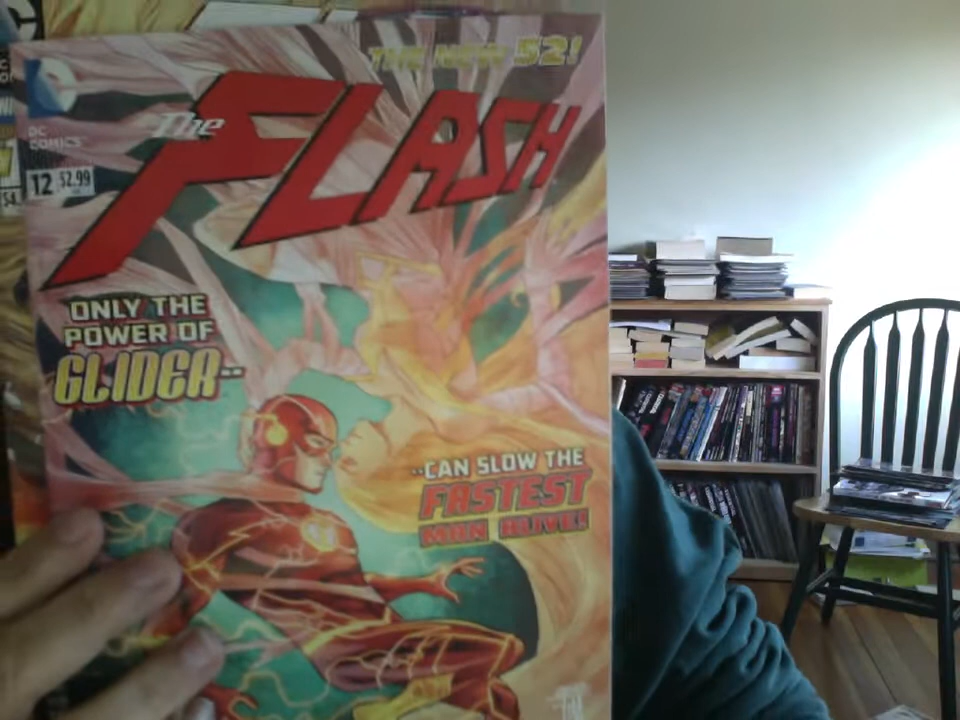 THE NEW 52!
The FLASH
DC
COMICS™
12 $2.99
ONLY THE
POWER OF
GLIDER--
--CAN SLOW THE
FASTEST
MAN ALIVE!